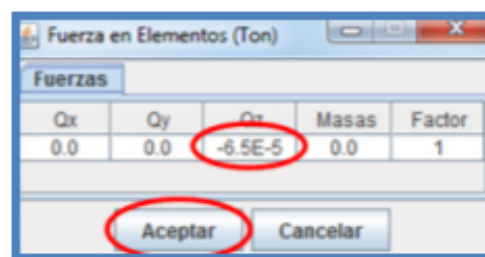 Fuerza en Elementos (Ton)
Fuerzas
Qx Qy Qz Masas Factor
0.0 0.0 -6.5E-5 0.0 1
Aceptar Cancelar